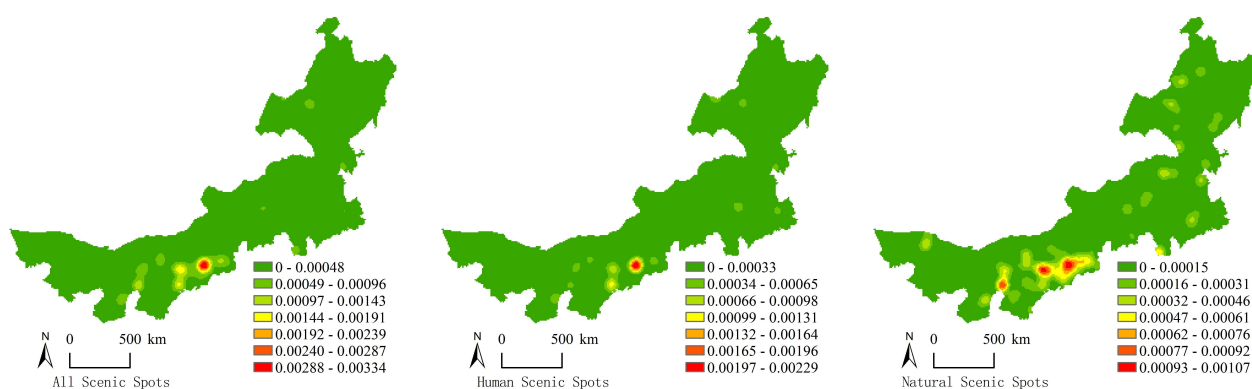 0 - 0.00048
0.00049 - 0.00096
0.00097 - 0.00143
0.00144 - 0.00191
0.00192 - 0.00239
0.00240 - 0.00287
0.00288 - 0.00334
N
0 500 km
All Scenic Spots
0 - 0.00033
0.00034 - 0.00065
0.00066 - 0.00098
0.00099 - 0.00131
0.00132 - 0.00164
0.00165 - 0.00196
0.00197 - 0.00229
N
0 500 km
Human Scenic Spots
0 - 0.00015
0.00016 - 0.00031
0.00032 - 0.00046
0.00047 - 0.00061
0.00062 - 0.00076
0.00077 - 0.00092
0.00093 - 0.00107
N
0 500 km
Natural Scenic Spots